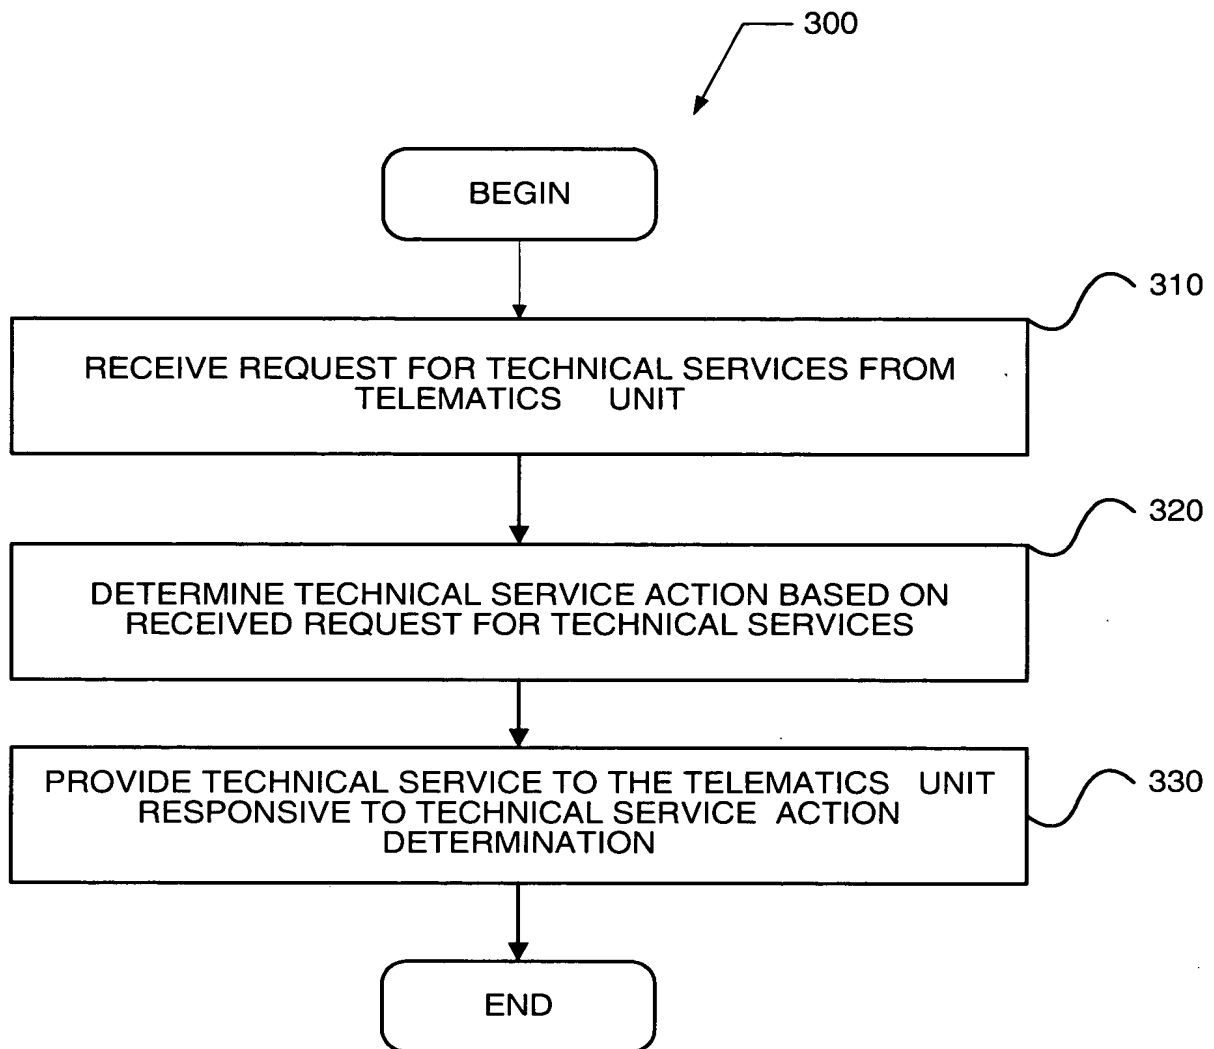 300
BEGIN
310
RECEIVE REQUEST FOR TECHNICAL SERVICES FROM
TELEMATICS UNIT
320
DETERMINE TECHNICAL SERVICE ACTION BASED ON
RECEIVED REQUEST FOR TECHNICAL SERVICES
330
PROVIDE TECHNICAL SERVICE TO THE TELEMATICS UNIT
RESPONSIVE TO TECHNICAL SERVICE ACTION
DETERMINATION
END